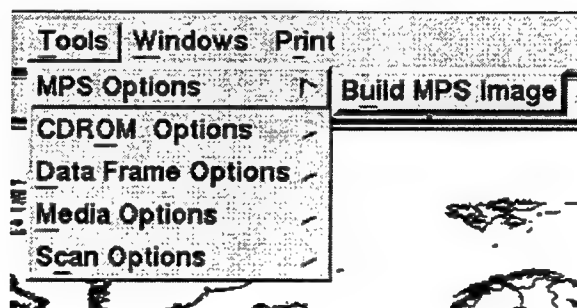 Tools Windows Print
MPS Options Build MPS Image
CDROM Options
Data Frame Options
Media Options
Scan Options